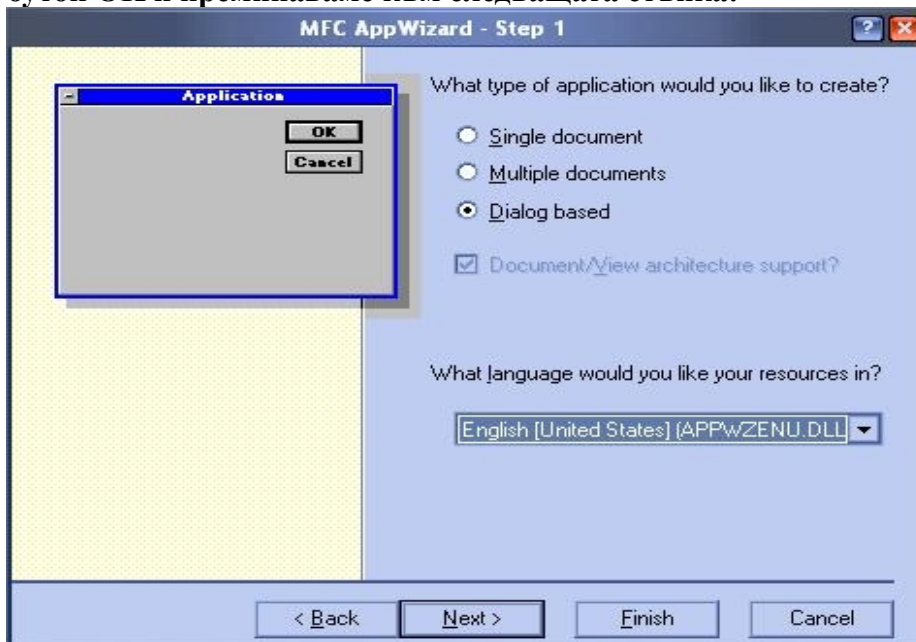 MFC AppWizard - Step 1
Application
OK
Cancel
What type of application would you like to create?
Single document
Multiple documents
Dialog based
Document/View architecture support?
What language would you like your resources in?
English [United States] (APPWZENU.DLL
< Back
Next >
Finish
Cancel